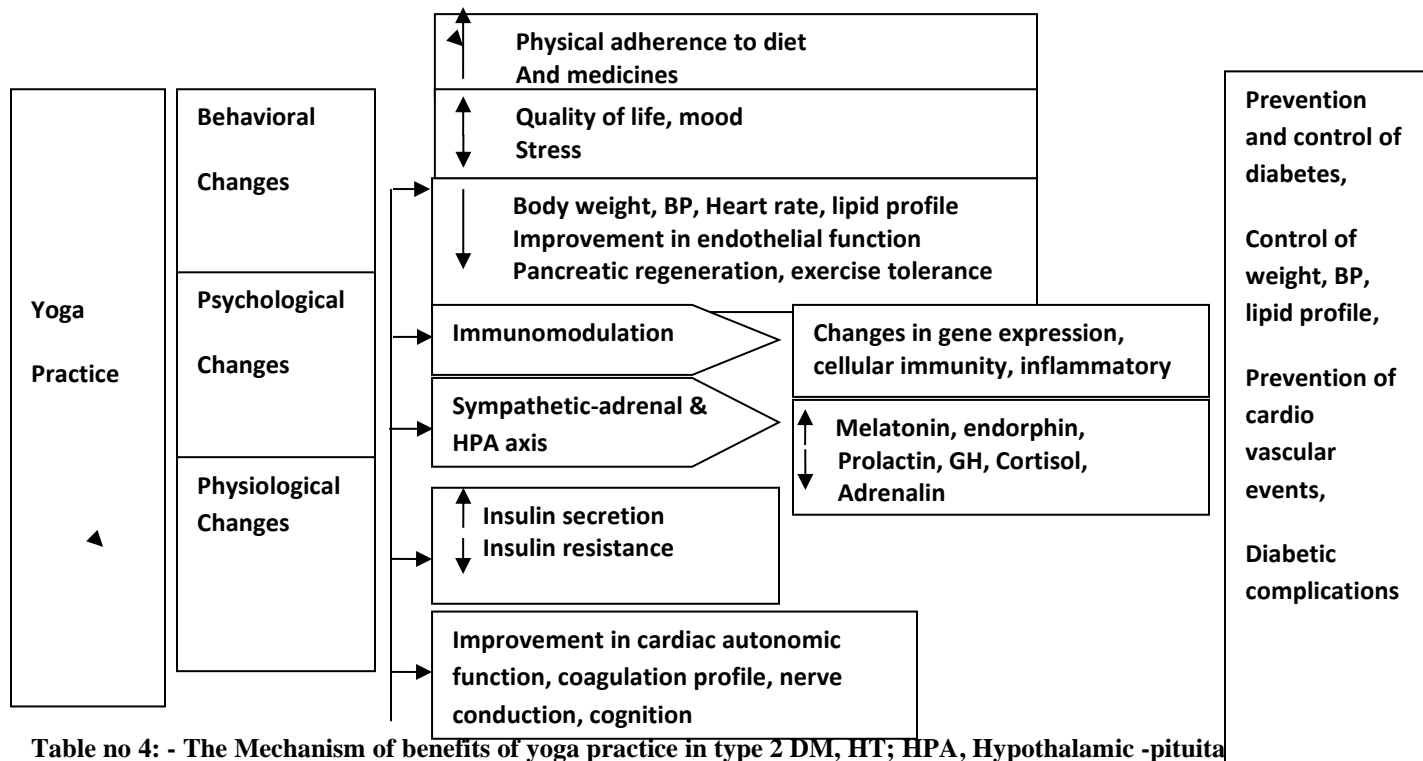 Yoga
Practice
Behavioral
Changes
Psychological
Changes
Physiological
Changes
Physical adherence to diet
And medicines
Quality of life, mood
Stress
Body weight, BP, Heart rate, lipid profile
Improvement in endothelial function
Pancreatic regeneration, exercise tolerance
Immunomodulation
Changes in gene expression,
cellular immunity, inflammatory
Sympathetic-adrenal &
HPA axis
Melatonin, endorphin,
Prolactin, GH, Cortisol,
Adrenalin
Insulin secretion
Insulin resistance
Improvement in cardiac autonomic
function, coagulation profile, nerve
conduction, cognition
Prevention
and control of
diabetes,
Control of
weight, BP,
lipid profile,
Prevention of
cardio
vascular
events,
Diabetic
complications
Table no 4: - The Mechanism of benefits of yoga practice in type 2 DM, HT; HPA, Hypothalamic -pituita